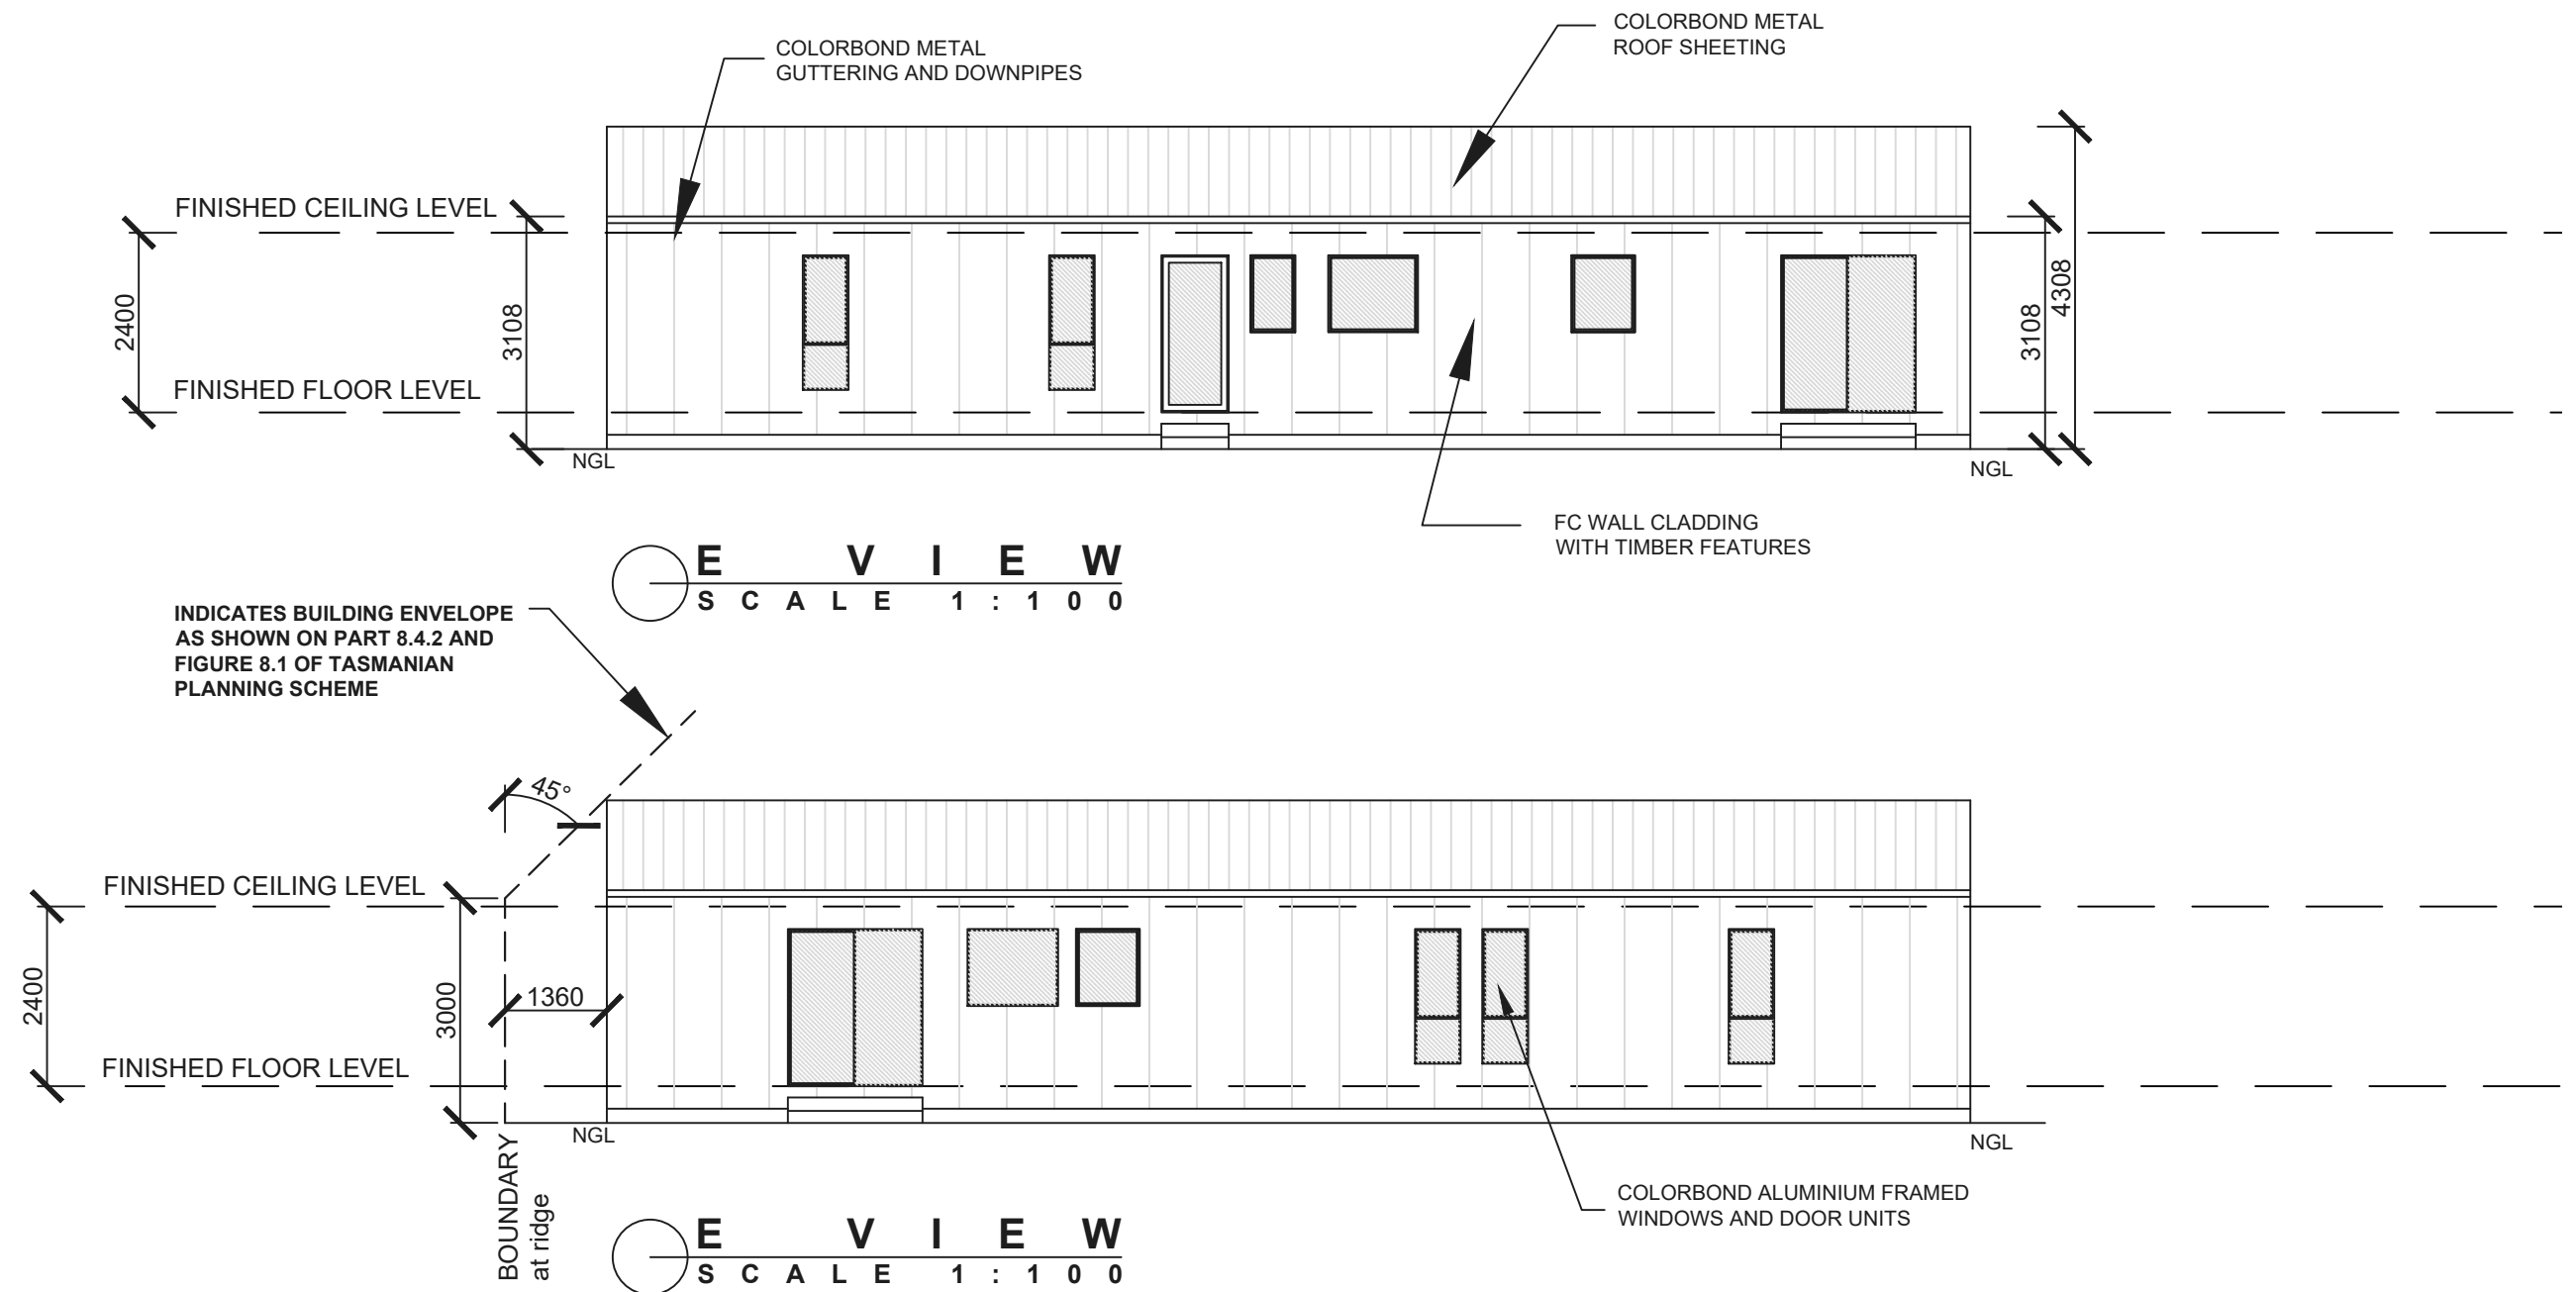 COLORBOND METAL
GUTTERING AND DOWNPIPES
COLORBOND METAL
ROOF SHEETING
FINISHED CEILING LEVEL
2400
3108
3108
4308
FINISHED FLOOR LEVEL
NGL
NGL
FC WALL CLADDING
WITH TIMBER FEATURES
E VIEW
SCALE 1:100
INDICATES BUILDING ENVELOPE
AS SHOWN ON PART 8.4.2 AND
FIGURE 8.1 OF TASMANIAN
PLANNING SCHEME
45°
FINISHED CEILING LEVEL
2400
3000
1360
FINISHED FLOOR LEVEL
NGL
NGL
BOUNDARY
at ridge
COLORBOND ALUMINIUM FRAMED
WINDOWS AND DOOR UNITS
E VIEW
SCALE 1:100